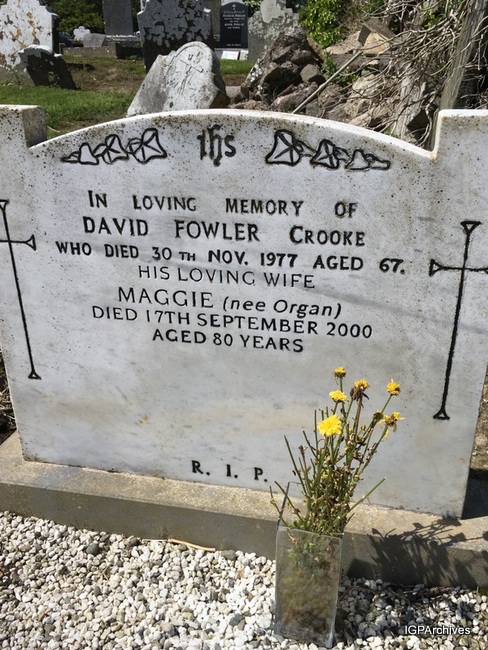 ihs
IN LOVING MEMORY OF
DAVID FOWLER CROOKE
WHO DIED 30TH NOV. 1977 AGED 67.
HIS LOVING WIFE
MAGGIE (nee Organ)
DIED 17TH SEPTEMBER 2000
AGED 80 YEARS
R. I. P.
IGPArchives